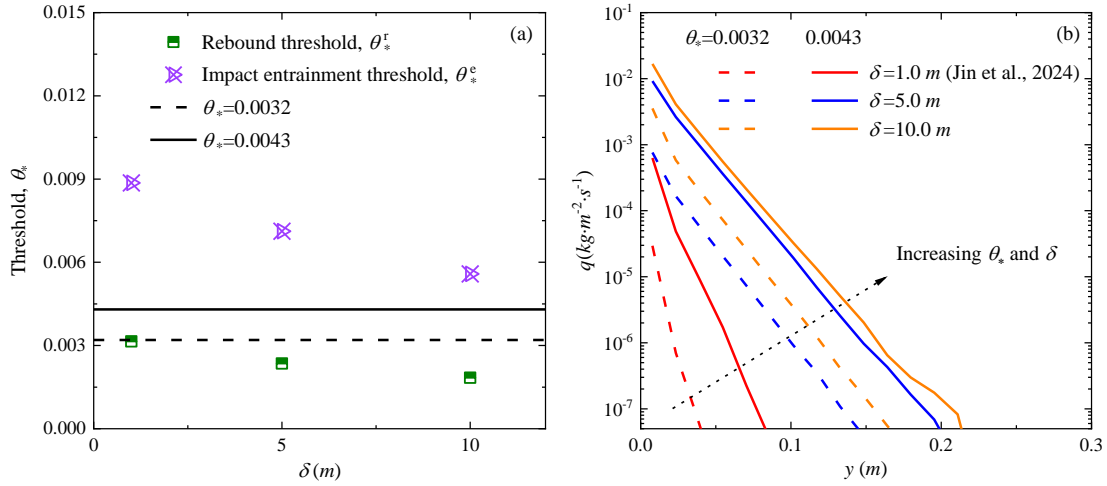 (a)
Rebound threshold, θ*^r
Impact entrainment threshold, θ*^e
θ*=0.0032
θ*=0.0043
0.015
0.012
0.009
0.006
0.003
0.000
Threshold, θ*
0 5 10
δ (m)
(b)
θ*=0.0032 0.0043
δ=1.0 m (Jin et al., 2024)
δ=5.0 m
δ=10.0 m
Increasing θ* and δ
10^-2
10^-3
10^-4
10^-5
10^-6
10^-7
q(kg·m^-2·s^-1)
0.0 0.1 0.2 0.3
y (m)